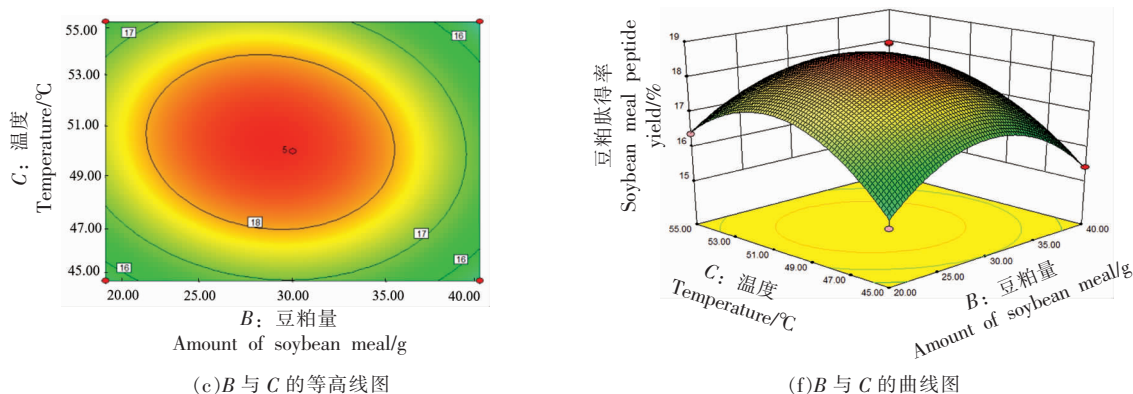 55.00
53.00
51.00
49.00
47.00
45.00
C：温度
Temperature/℃
17
16
5
18
17
16
16
20.00 25.00 30.00 35.00 40.00
B：豆粕量
Amount of soybean meal/g
(c)B 与 C 的等高线图
19
18
17
16
15
豆粕肽得率
Soybean meal peptide
yield/%
55.00
53.00
51.00
49.00
47.00
45.00
C：温度
Temperature/℃
20.00
25.00
30.00
35.00
40.00
B：豆粕量
Amount of soybean meal/g
(f)B 与 C 的曲线图